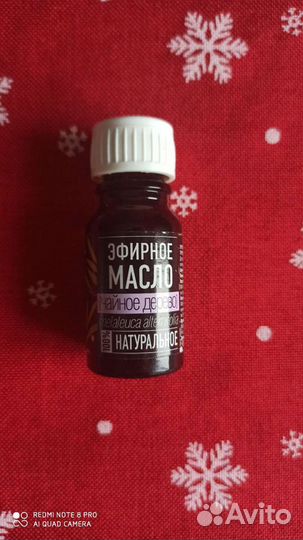 ЭФИРНОЕ
МАСЛО
чайное дерево
melaleuca alternifolia
100%
НАТУРАЛЬНОЕ
REDMI NOTE 8 PRO
AI QUAD CAMERA
Avito